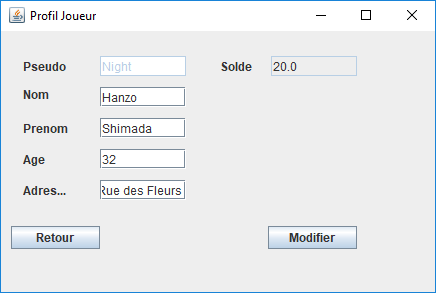 Profil Joueur
Pseudo Night Solde 20.0
Nom Hanzo
Prenom Shimada
Age 32
Adres... Rue des Fleurs
Retour Modifier